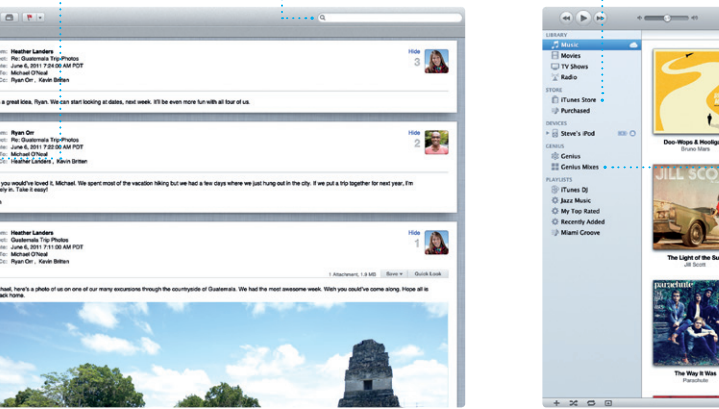 Heather Landers
Re: Guatemala Trip Photos
June 6, 2011 7:24:00 AM PDT
Michael O'Neal
Ryan Orr , Kevin Britten
Hide
3
a great idea, Ryan. We can start looking at dates, next week. It'll be even more fun with all four of us.
Ryan Orr
Re: Guatemala Trip Photos
June 6, 2011 7:22:00 AM PDT
Michael O'Neal
Heather Landers , Kevin Britten
Hide
2
you would've loved it, Michael. We spent most of the vacation hiking but we had a few days where we just hung out in the city. If we put a trip together for next year, I'm
ely in. Take it easy!
Heather Landers
Guatemala Trip Photos
June 6, 2011 7:11:00 AM PDT
Michael O'Neal
Ryan Orr , Kevin Britten
Hide
1
1 Attachment, 1.9 MB Save Quick Look
hael, here's a photo of us on one of our many excursions through the countryside of Guatemala. We had the most awesome week. Wish you could've come along. Hope all is
ack home.
LIBRARY
Music
Movies
TV Shows
Radio
STORE
iTunes Store
Purchased
DEVICES
Steve's iPod
GENIUS
Genius
Genius Mixes
PLAYLISTS
iTunes DJ
Jazz Music
My Top Rated
Recently Added
Miami Groove
Doo-Wops & Hooliga
Bruno Mars
JILL SCO
The Light of the Su
Jill Scott
parachute
The Way It Was
Parachute